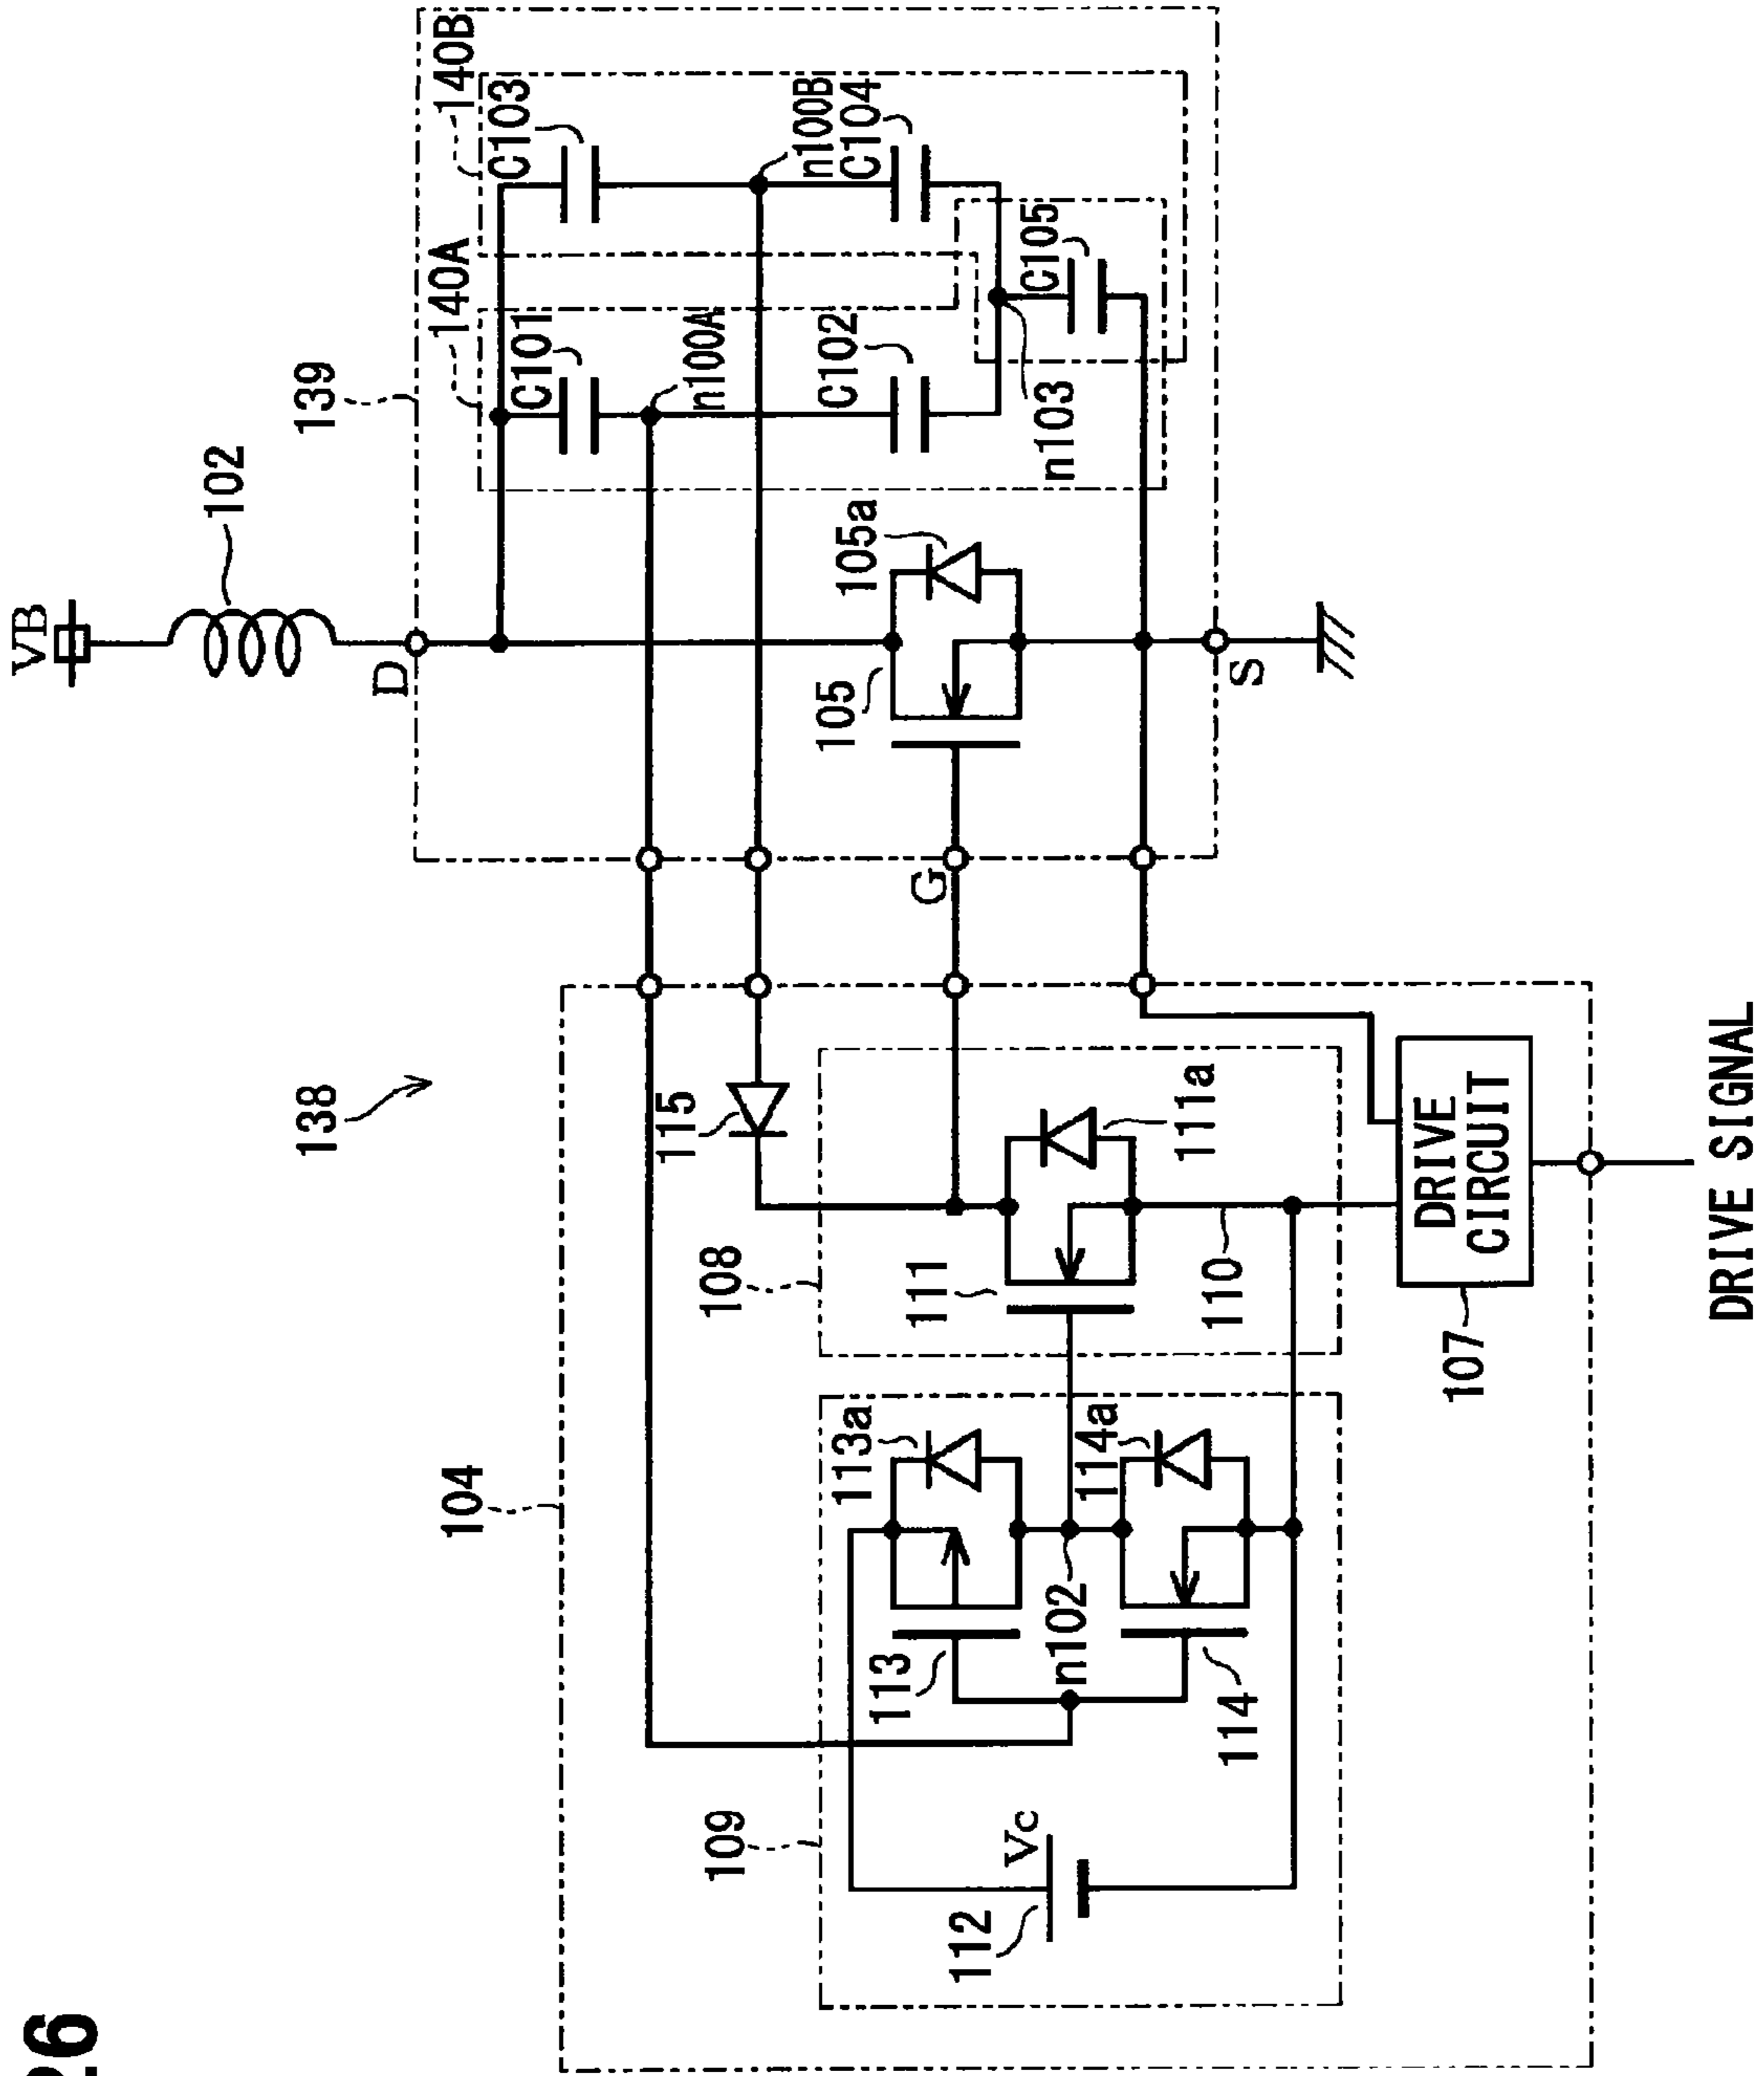 26
138
104
109
112
Vc
113
113a
n102
114
114a
108
111
111a
110
115
107
DRIVE
CIRCUIT
DRIVE SIGNAL
VB
102
D
139
140A
140B
C101
n100A
C102
C103
n100B
C104
n103
C105
105
105a
G
S